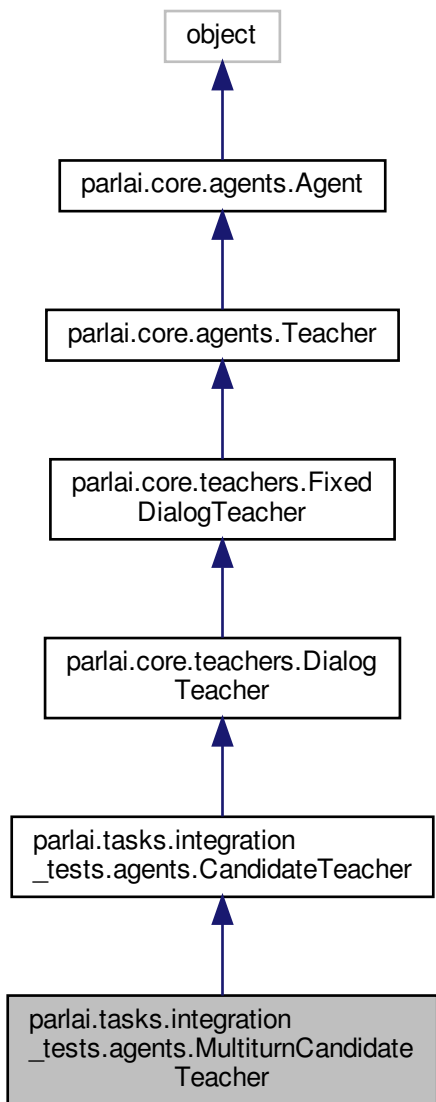 object
parlai.core.agents.Agent
parlai.core.agents.Teacher
parlai.core.teachers.Fixed
DialogTeacher
parlai.core.teachers.Dialog
Teacher
parlai.tasks.integration
_tests.agents.CandidateTeacher
parlai.tasks.integration
_tests.agents.MultiturnCandidate
Teacher